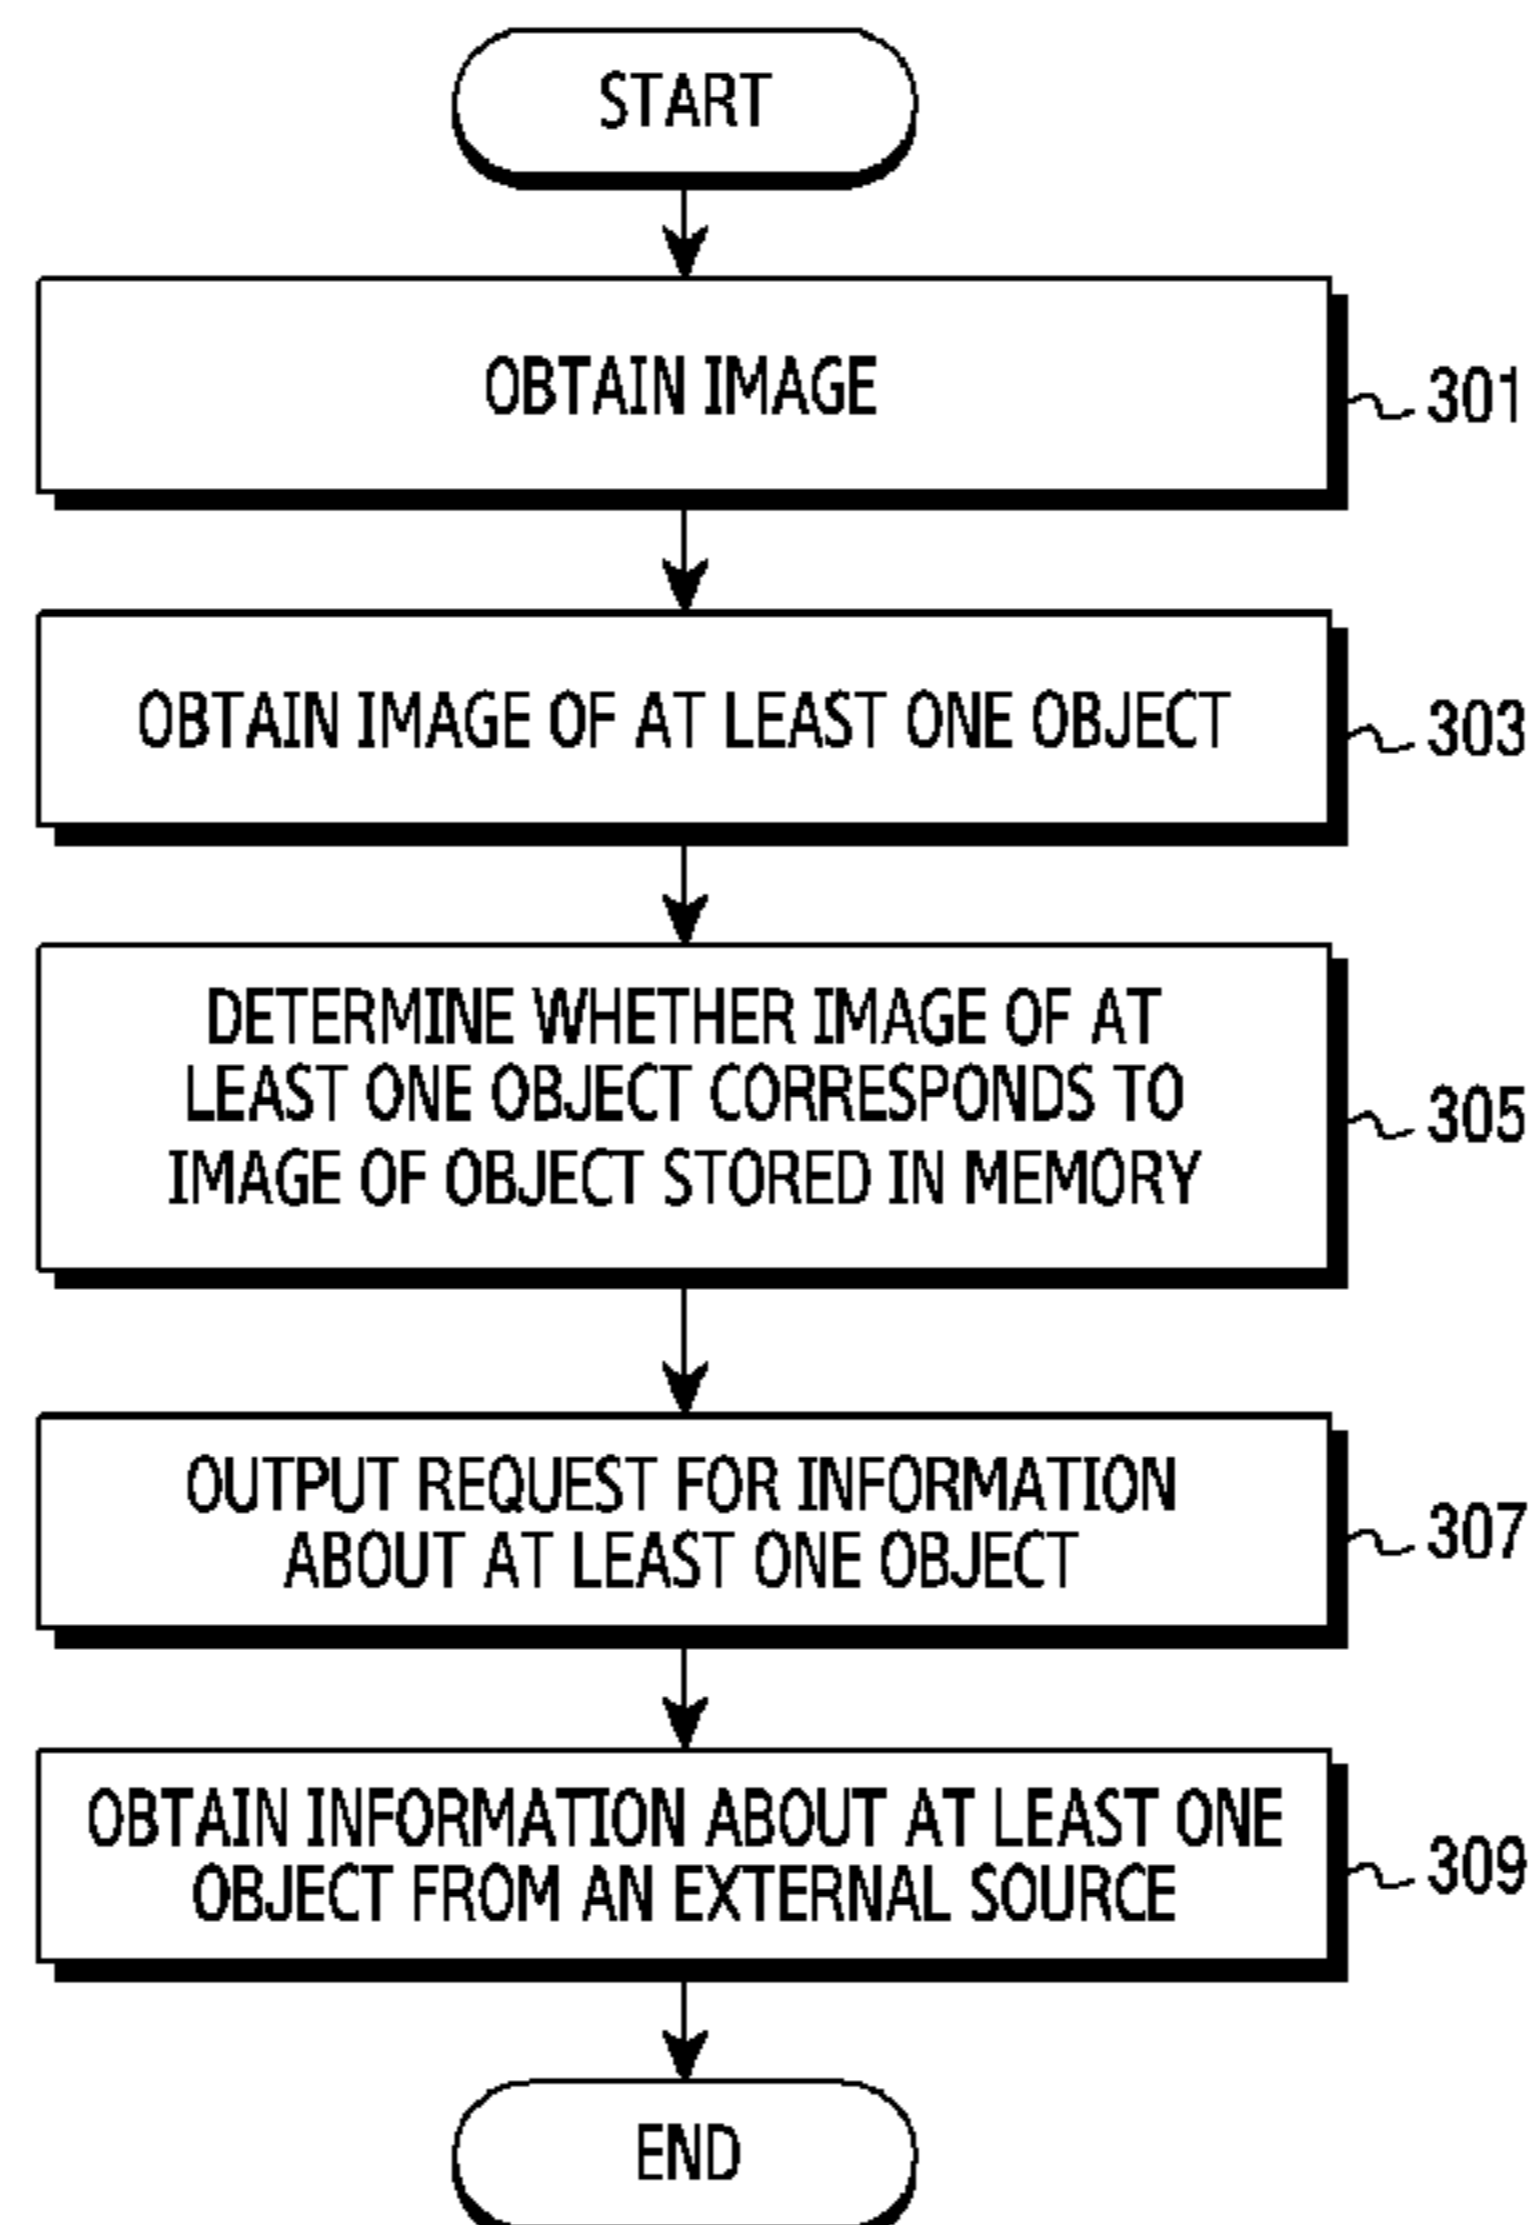 START
OBTAIN IMAGE
301
OBTAIN IMAGE OF AT LEAST ONE OBJECT
303
DETERMINE WHETHER IMAGE OF AT
LEAST ONE OBJECT CORRESPONDS TO
IMAGE OF OBJECT STORED IN MEMORY
305
OUTPUT REQUEST FOR INFORMATION
ABOUT AT LEAST ONE OBJECT
307
OBTAIN INFORMATION ABOUT AT LEAST ONE
OBJECT FROM AN EXTERNAL SOURCE
309
END